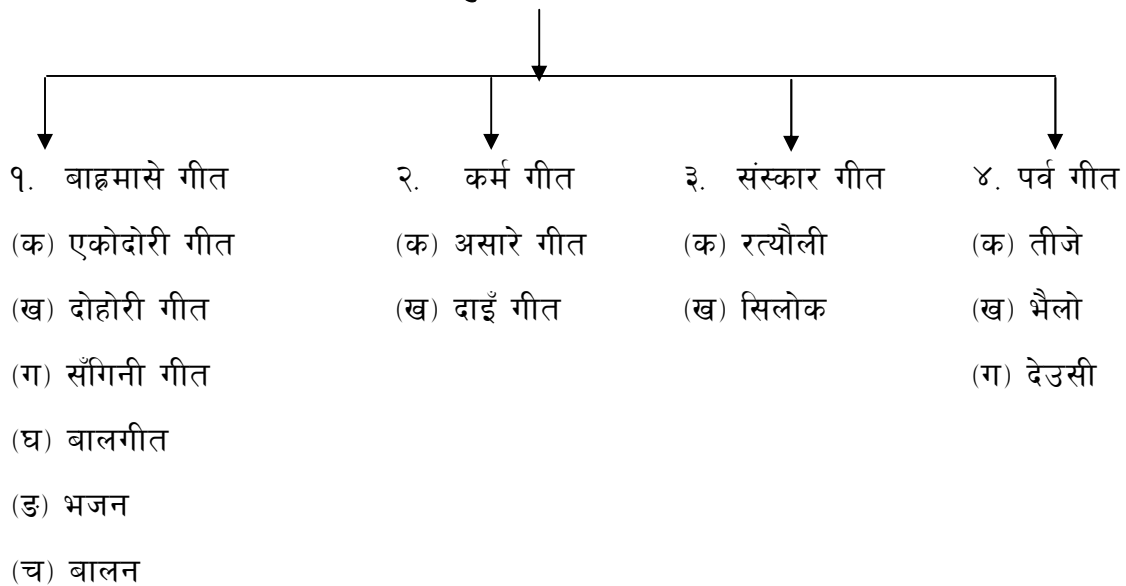 १. बाह्रमासे गीत २. कर्म गीत ३. संस्कार गीत ४. पर्व गीत
(क) एकोदोरी गीत (क) असारे गीत (क) रत्यौली (क) तीजे
(ख) दोहोरी गीत (ख) दाइँ गीत (ख) सिलोक (ख) भैलो
(ग) सँगिनी गीत (ग) देउसी
(घ) बालगीत
(ङ) भजन
(च) बालन